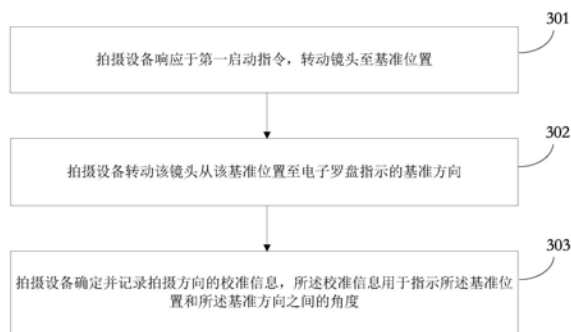 301
拍摄设备响应于第一启动指令，转动镜头至基准位置
302
拍摄设备转动该镜头从该基准位置至电子罗盘指示的基准方向
303
拍摄设备确定并记录拍摄方向的校准信息，所述校准信息用于指示所述基准位
置和所述基准方向之间的角度